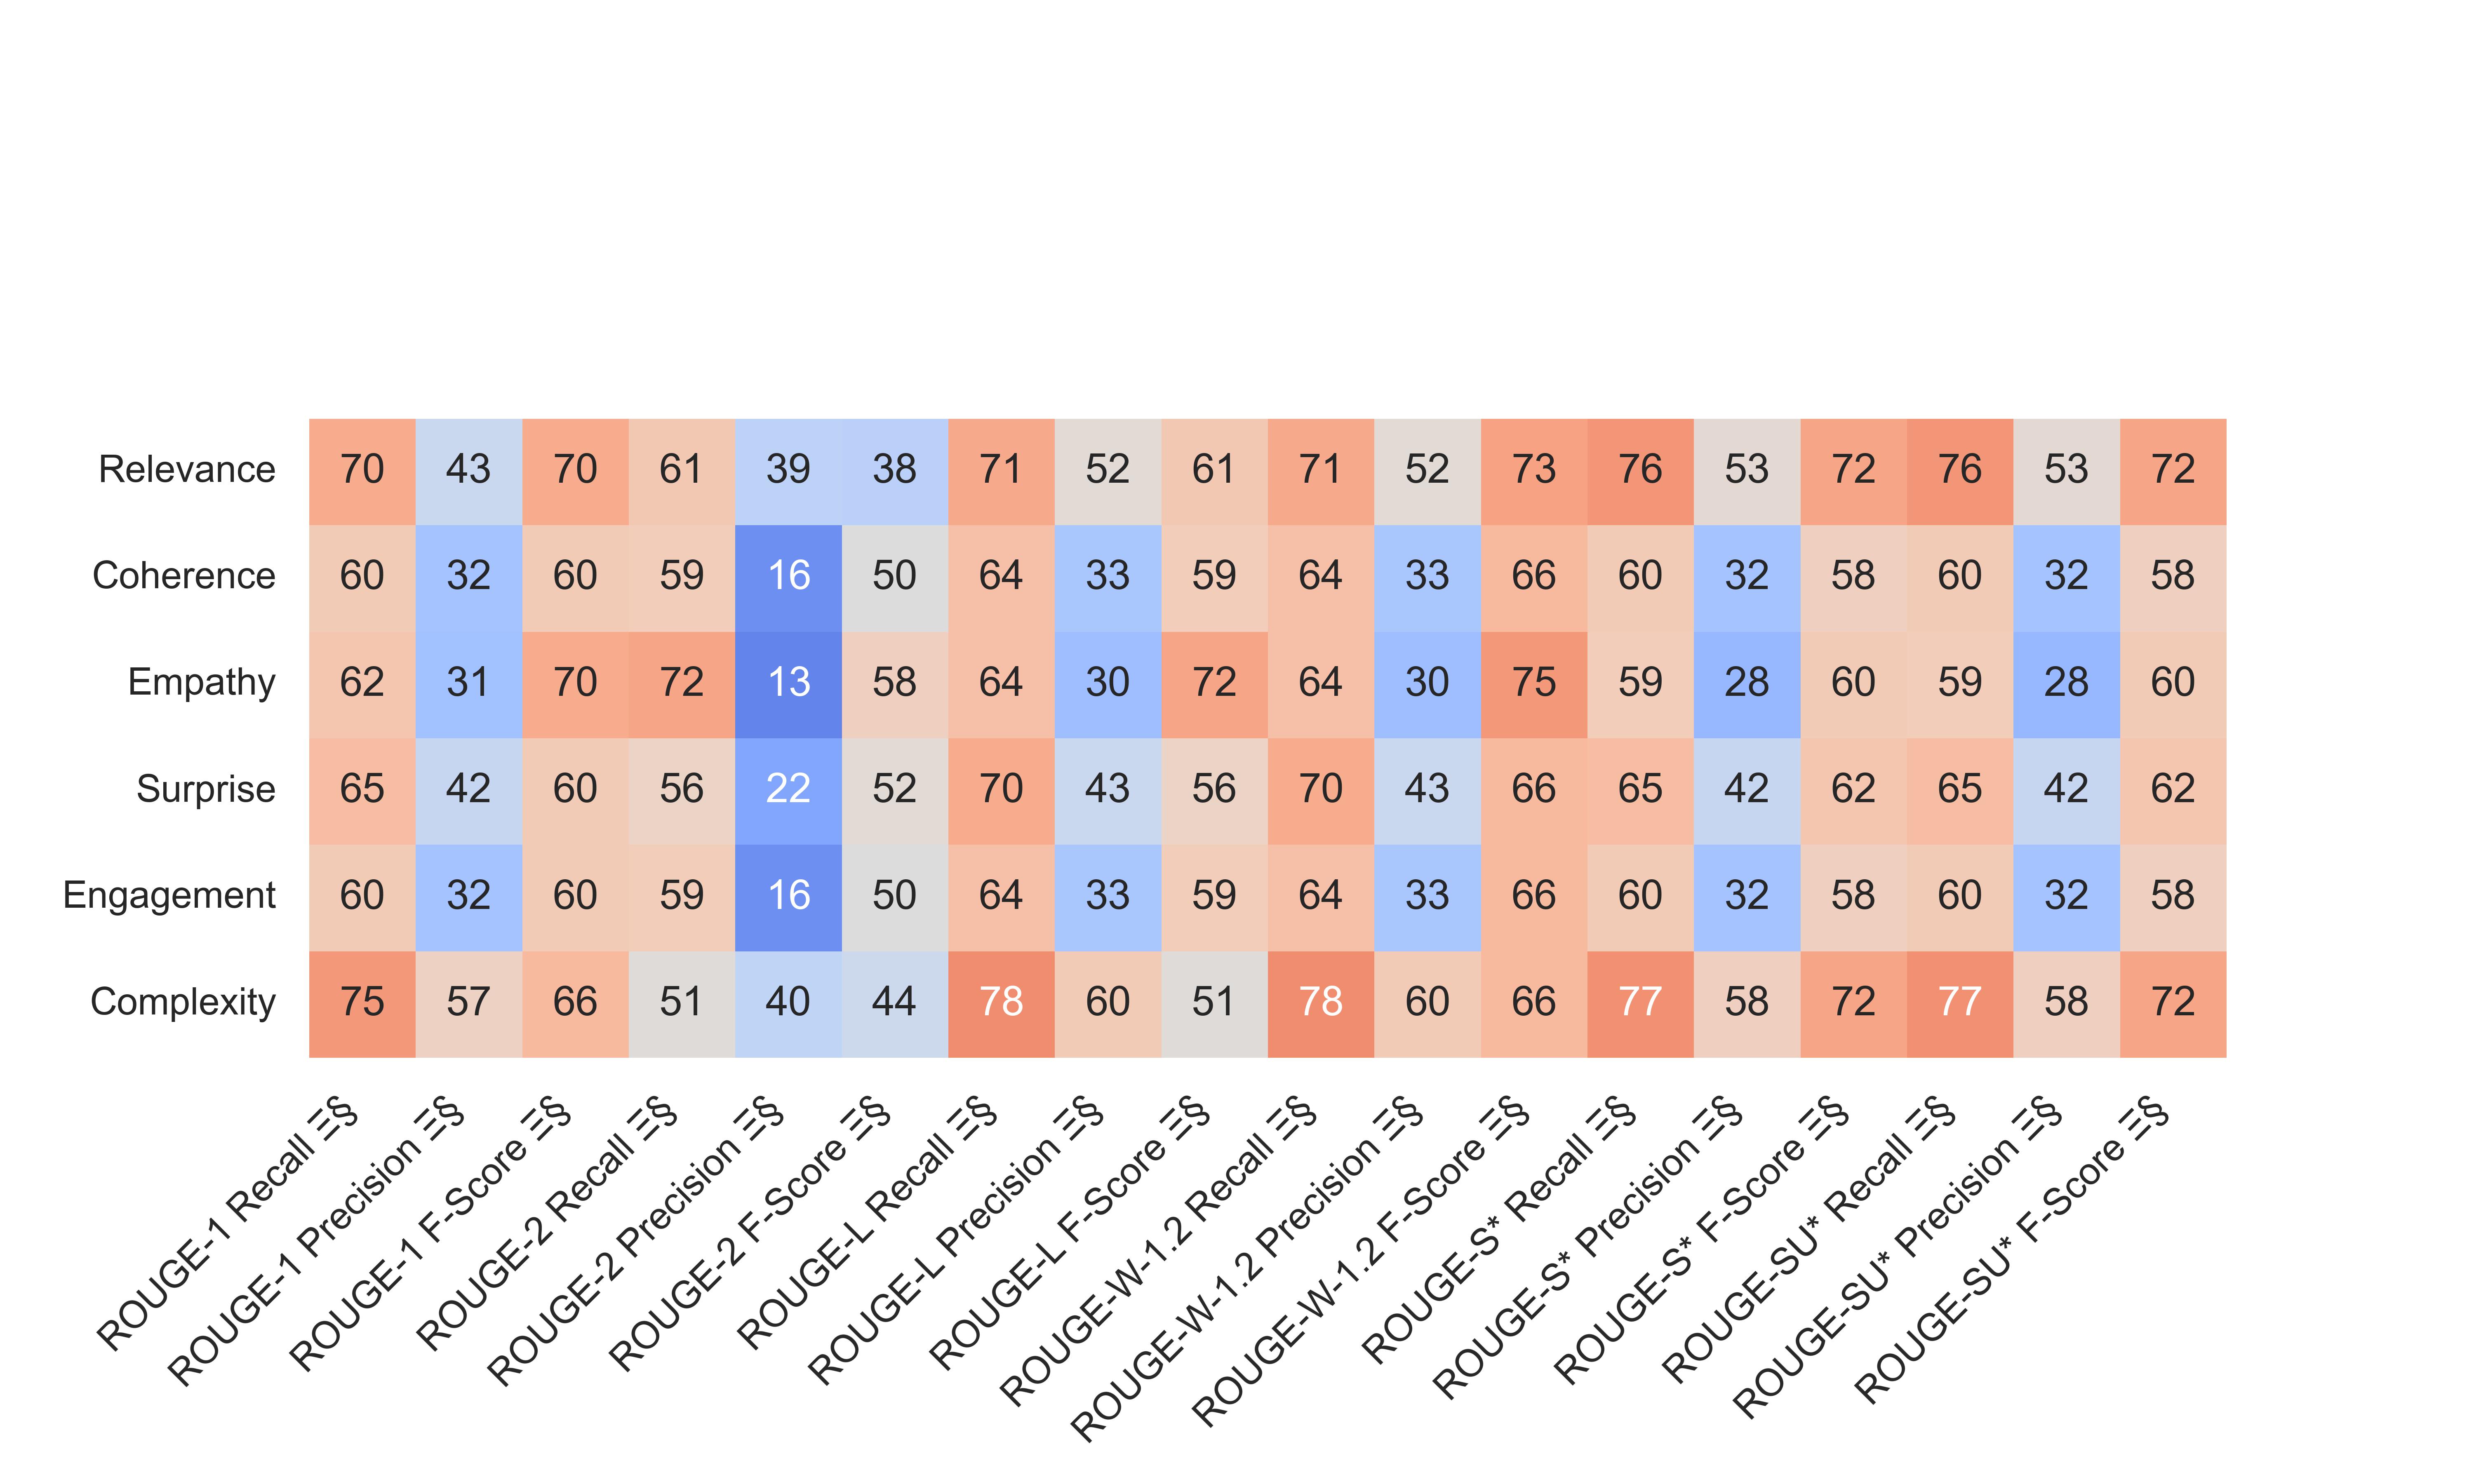 Relevance 70 43 70 61 39 38 71 52 61 71 52 73 76 53 72 76 53 72
Coherence 60 32 60 59 16 50 64 33 59 64 33 66 60 32 58 60 32 58
Empathy 62 31 70 72 13 58 64 30 72 64 30 75 59 28 60 59 28 60
Surprise 65 42 60 56 22 52 70 43 56 70 43 66 65 42 62 65 42 62
Engagement 60 32 60 59 16 50 64 33 59 64 33 66 60 32 58 60 32 58
Complexity 75 57 66 51 40 44 78 60 51 78 60 66 77 58 72 77 58 72
ROUGE-1 Recall Ξ§
ROUGE-1 Precision Ξ§
ROUGE-1 F-Score Ξ§
ROUGE-2 Recall Ξ§
ROUGE-2 Precision Ξ§
ROUGE-2 F-Score Ξ§
ROUGE-L Recall Ξ§
ROUGE-L Precision Ξ§
ROUGE-L F-Score Ξ§
ROUGE-W-1.2 Recall Ξ§
ROUGE-W-1.2 Precision Ξ§
ROUGE-W-1.2 F-Score Ξ§
ROUGE-S* Recall Ξ§
ROUGE-S* Precision Ξ§
ROUGE-S* F-Score Ξ§
ROUGE-SU* Recall Ξ§
ROUGE-SU* Precision Ξ§
ROUGE-SU* F-Score Ξ§